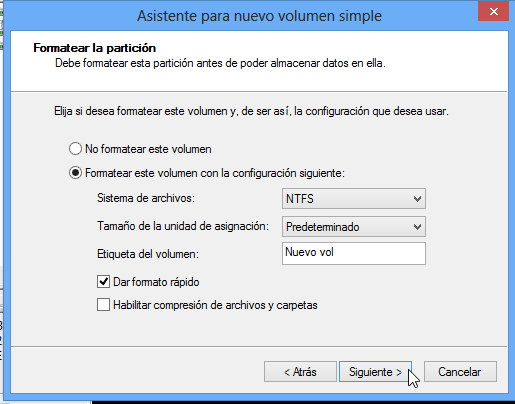 Asistente para nuevo volumen simple
Formatear la partición
Debe formatear esta partición antes de poder almacenar datos en ella.
Elija si desea formatear este volumen y, de ser así, la configuración que desea usar.
No formatear este volumen
Formatear este volumen con la configuración siguiente:
Sistema de archivos: NTFS
Tamaño de la unidad de asignación: Predeterminado
Etiqueta del volumen: Nuevo vol
Dar formato rápido
Habilitar compresión de archivos y carpetas
< Atrás Siguiente > Cancelar